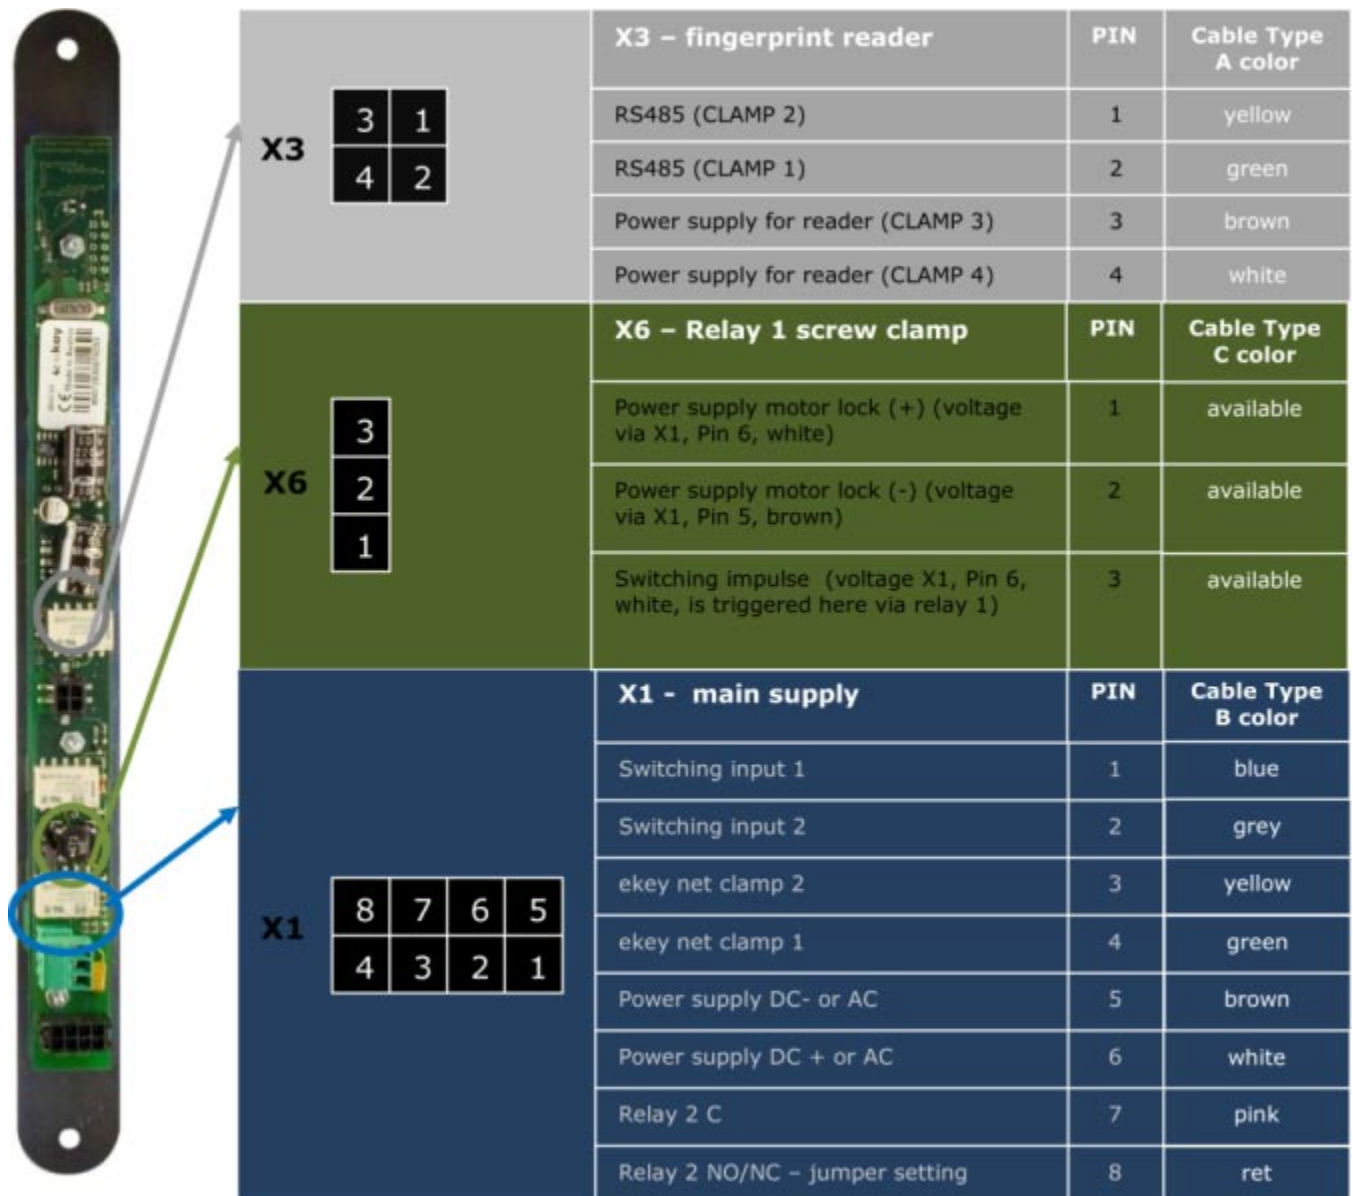 X3 – fingerprint reader PIN Cable Type
A color
X3
3 1
4 2
RS485 (CLAMP 2) 1 yellow
RS485 (CLAMP 1) 2 green
Power supply for reader (CLAMP 3) 3 brown
Power supply for reader (CLAMP 4) 4 white
X6 – Relay 1 screw clamp PIN Cable Type
C color
X6
3
2
1
Power supply motor lock (+) (voltage 1 available
via X1, Pin 6, white)
Power supply motor lock (-) (voltage 2 available
via X1, Pin 5, brown)
Switching impulse (voltage X1, Pin 6, 3 available
white, is triggered here via relay 1)
X1 - main supply PIN Cable Type
B color
X1
8 7 6 5
4 3 2 1
Switching input 1 1 blue
Switching input 2 2 grey
ekey net clamp 2 3 yellow
ekey net clamp 1 4 green
Power supply DC- or AC 5 brown
Power supply DC + or AC 6 white
Relay 2 C 7 pink
Relay 2 NO/NC – jumper setting 8 ret